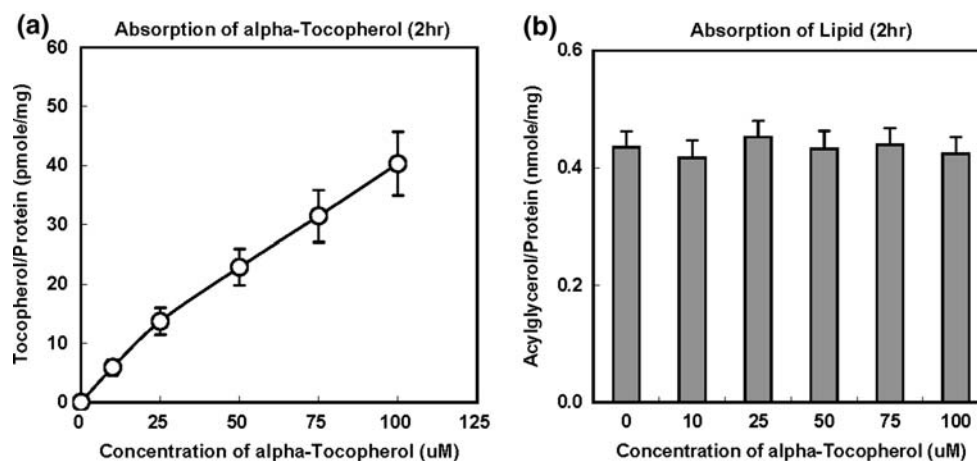 (a)
Absorption of alpha-Tocopherol (2hr)
Tocopherol/Protein (pmole/mg)
60
50
40
30
20
10
0
0 25 50 75 100 125
Concentration of alpha-Tocopherol (uM)
(b)
Absorption of Lipid (2hr)
Acylglycerol/Protein (nmole/mg)
0.6
0.4
0.2
0.0
0 10 25 50 75 100
Concentration of alpha-Tocopherol (uM)